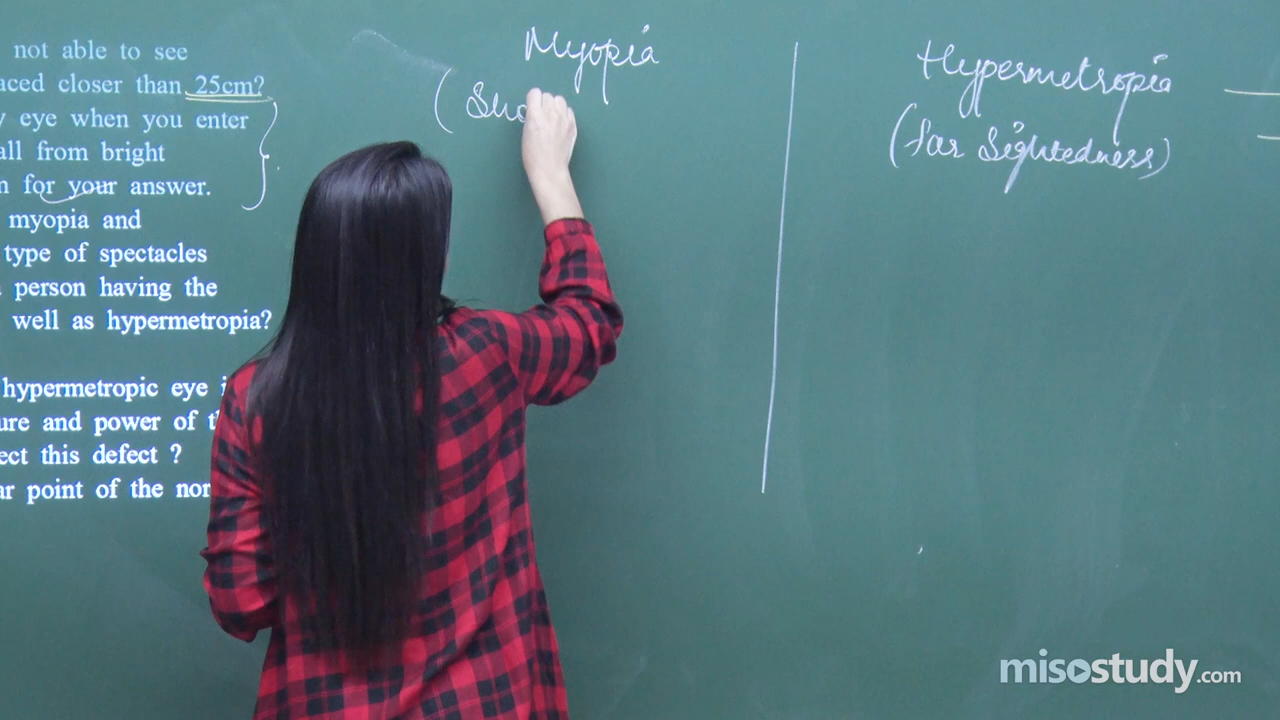 not able to see
aced closer than 25cm?
y eye when you enter
all from bright
n for your answer.
myopia and
type of spectacles
person having the
well as hypermetropia?
hypermetropic eye i
ure and power of t
ect this defect ?
ar point of the nor
Myopia
(Sho
Hypermetropia
(far Sightedness)
misostudy.com